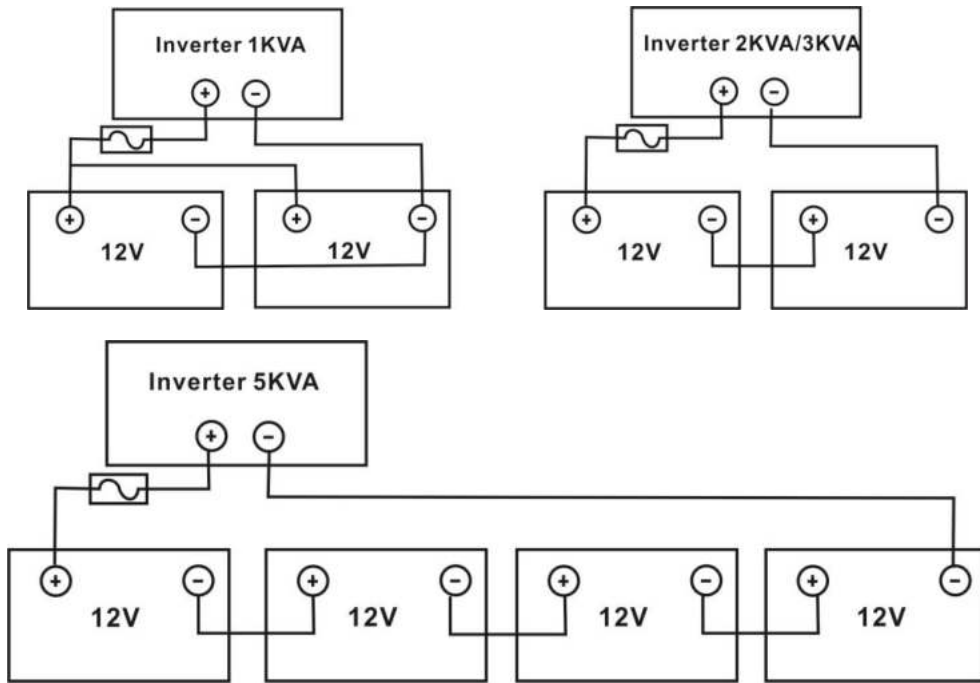 Inverter 1KVA
+ −
+ − + −
12V 12V
Inverter 2KVA/3KVA
+ −
+ − + −
12V 12V
Inverter 5KVA
+ −
+ − + − + − + −
12V 12V 12V 12V